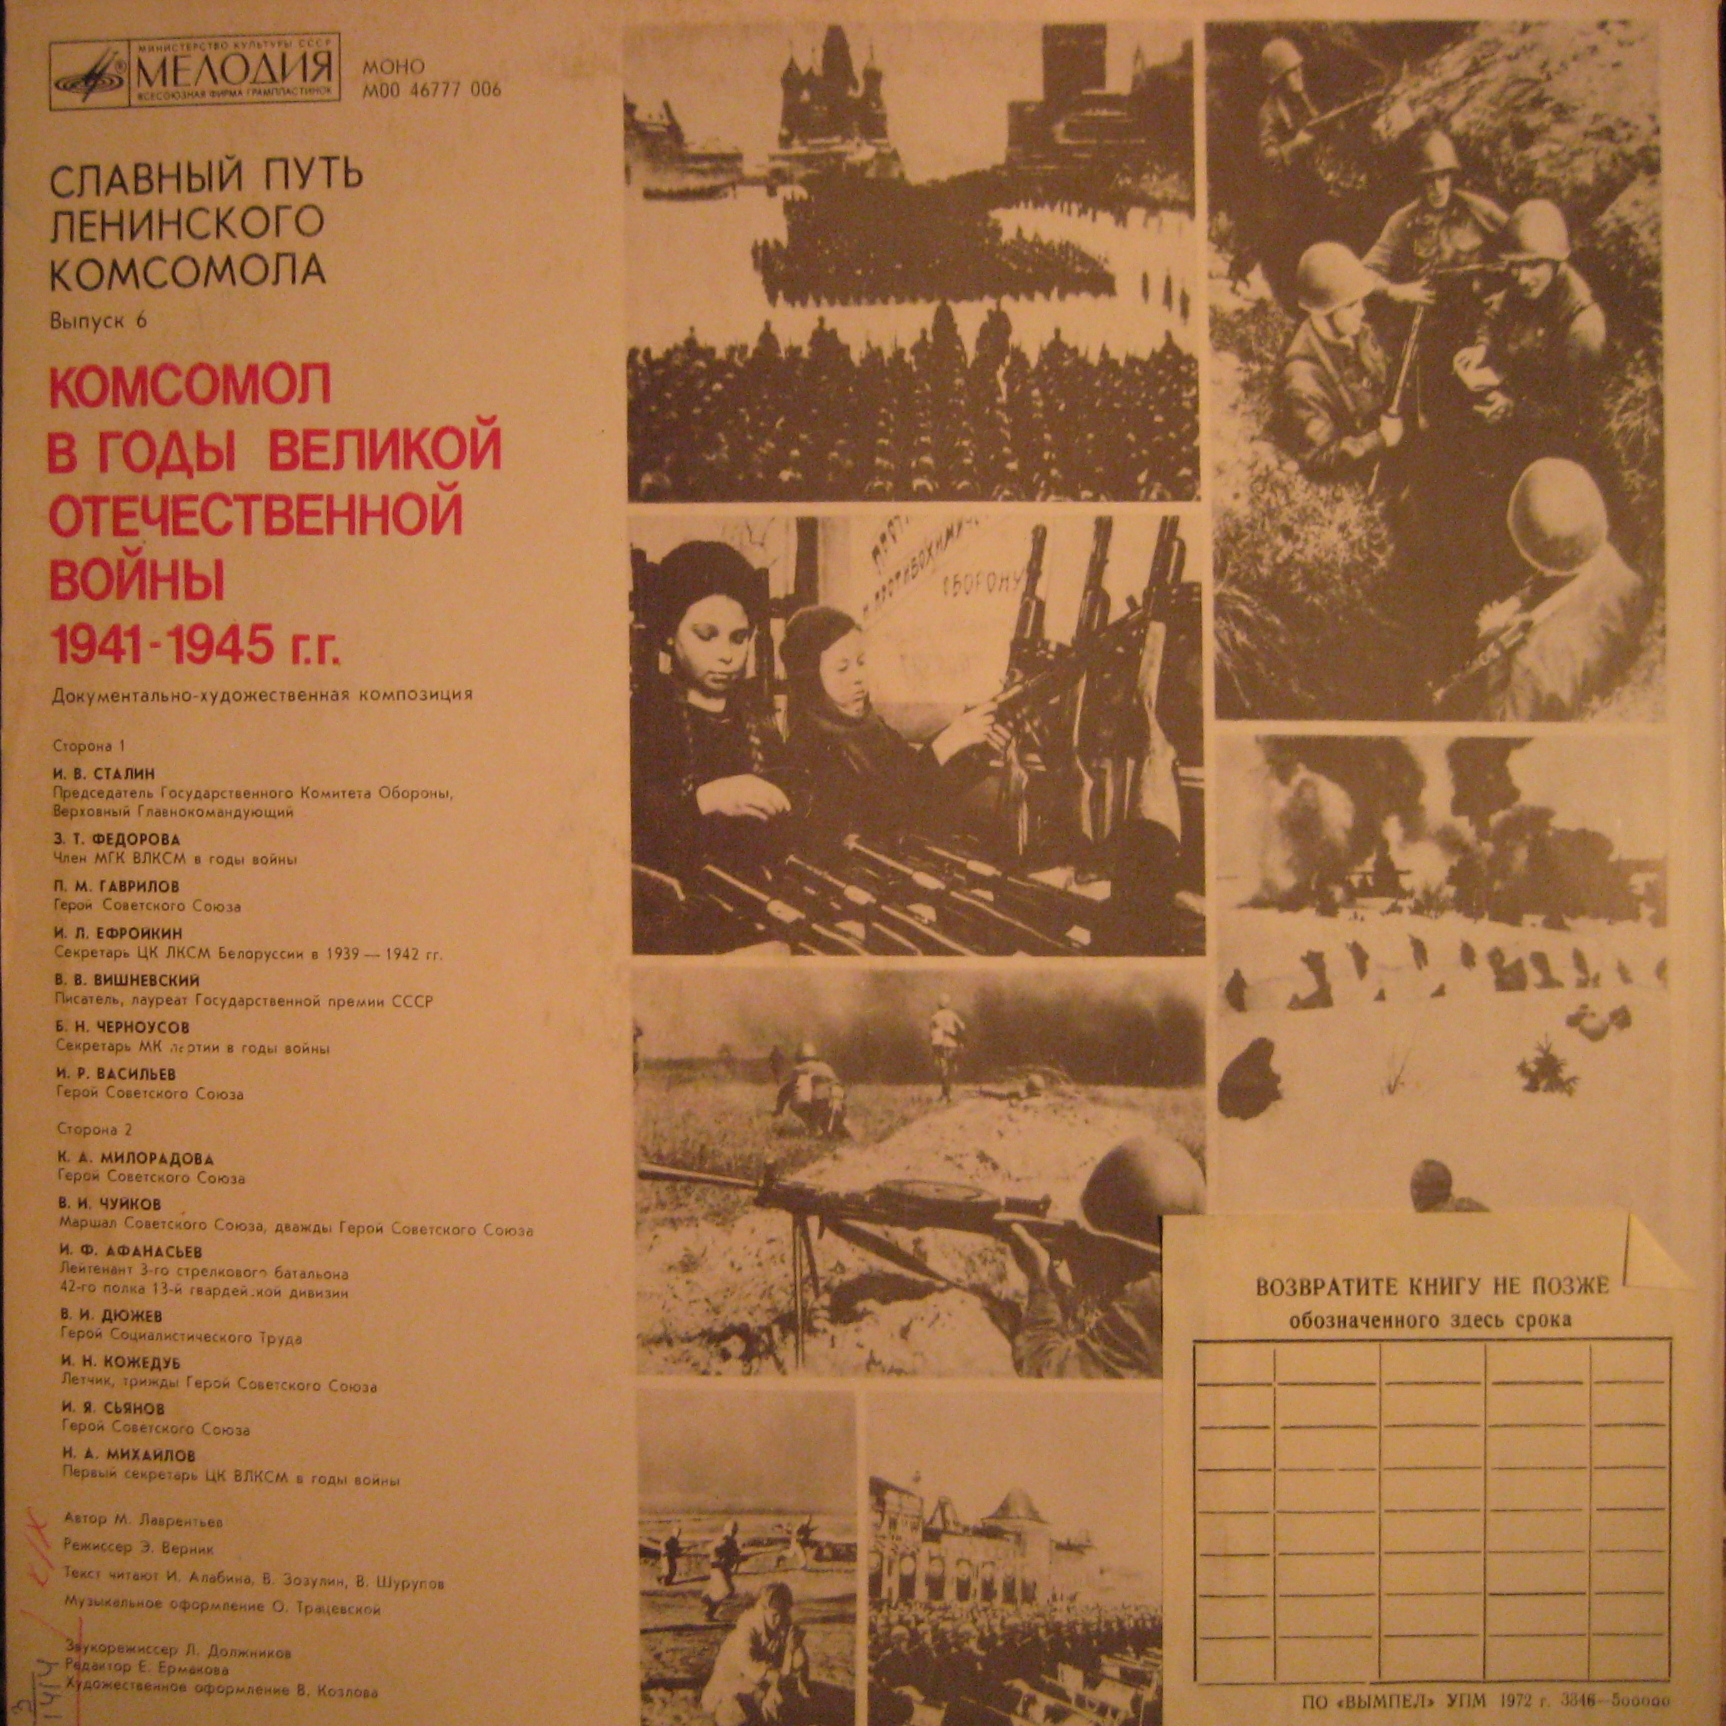 МИНИСТЕРСТВО КУЛЬТУРЫ СССР
МЕЛОДИЯ
ВСЕСОЮЗНАЯ ФИРМА ГРАМПЛАСТИНОК
МОНО
М00 46777 006
СЛАВНЫЙ ПУТЬ
ЛЕНИНСКОГО
КОМСОМОЛА
Выпуск 6
КОМСОМОЛ
В ГОДЫ ВЕЛИКОЙ
ОТЕЧЕСТВЕННОЙ
ВОЙНЫ
1941-1945 г.г.
Документально-художественная композиция
Сторона 1
И. В. СТАЛИН
Председатель Государственного Комитета Обороны,
Верховный Главнокомандующий
З. Т. ФЕДОРОВА
Член МГК ВЛКСМ в годы войны
П. М. ГАВРИЛОВ
Герой Советского Союза
И. Л. ЕФРОЙКИН
Секретарь ЦК ЛКСМ Белоруссии в 1939 — 1942 гг.
В. В. ВИШНЕВСКИЙ
Писатель, лауреат Государственной премии СССР
Б. Н. ЧЕРНОУСОВ
Секретарь МК партии в годы войны
И. Р. ВАСИЛЬЕВ
Герой Советского Союза
Сторона 2
К. А. МИЛОРАДОВА
Герой Советского Союза
В. И. ЧУЙКОВ
Маршал Советского Союза, дважды Герой Советского Союза
И. Ф. АФАНАСЬЕВ
Лейтенант 3-го стрелкового батальона
42-го полка 13-й гвардейской дивизии
В. И. ДЮЖЕВ
Герой Социалистического Труда
И. Н. КОЖЕДУБ
Летчик, трижды Герой Советского Союза
И. Я. СЬЯНОВ
Герой Советского Союза
Н. А. МИХАЙЛОВ
Первый секретарь ЦК ВЛКСМ в годы войны
Автор М. Лаврентьев
Режиссер Э. Верник
Текст читают И. Алабина, В. Зозулин, В. Шурупов
Музыкальное оформление О. Трацевской
Звукорежиссер Л. Должников
Редактор Е. Ермакова
Художественное оформление В. Козлова
ПРОТИВОХИМИЧ
ОБОРОНУ
ВОЗВРАТИТЕ КНИГУ НЕ ПОЗЖЕ
обозначенного здесь срока
ПО «ВЫМПЕЛ» УПМ 1972 г. 3846—500000